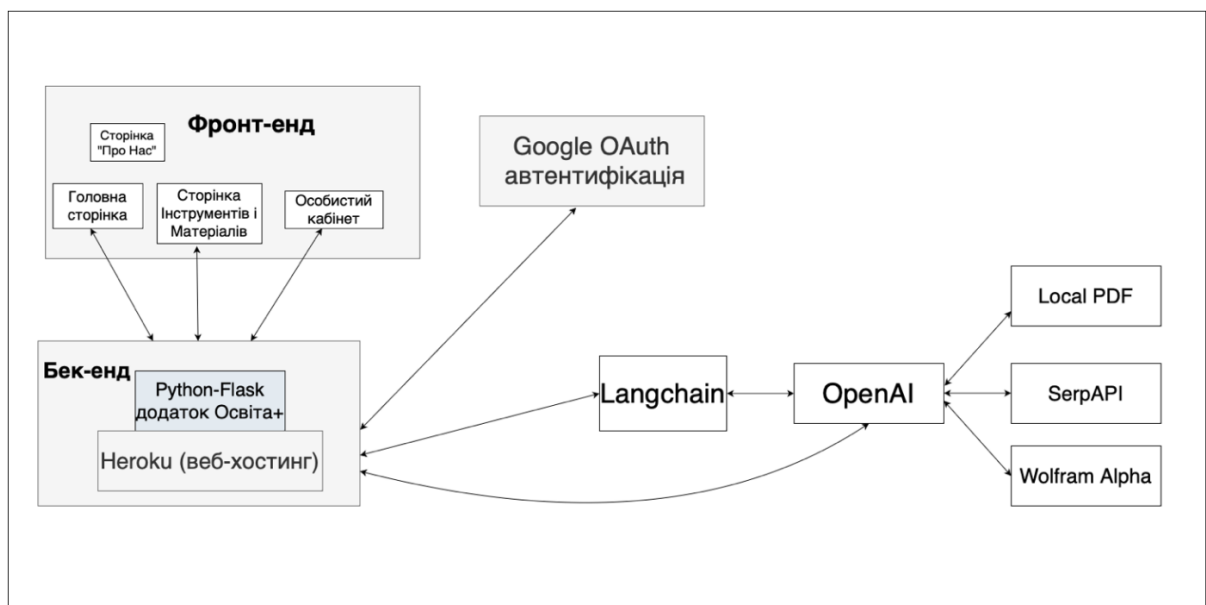 Фронт-енд
Сторінка
"Про Нас"
Головна
сторінка
Сторінка
Інструментів і
Матеріалів
Особистий
кабінет
Google OAuth
автентифікація
Бек-енд
Python-Flask
додаток Освіта+
Heroku (веб-хостинг)
Langchain
OpenAI
Local PDF
SerpAPI
Wolfram Alpha